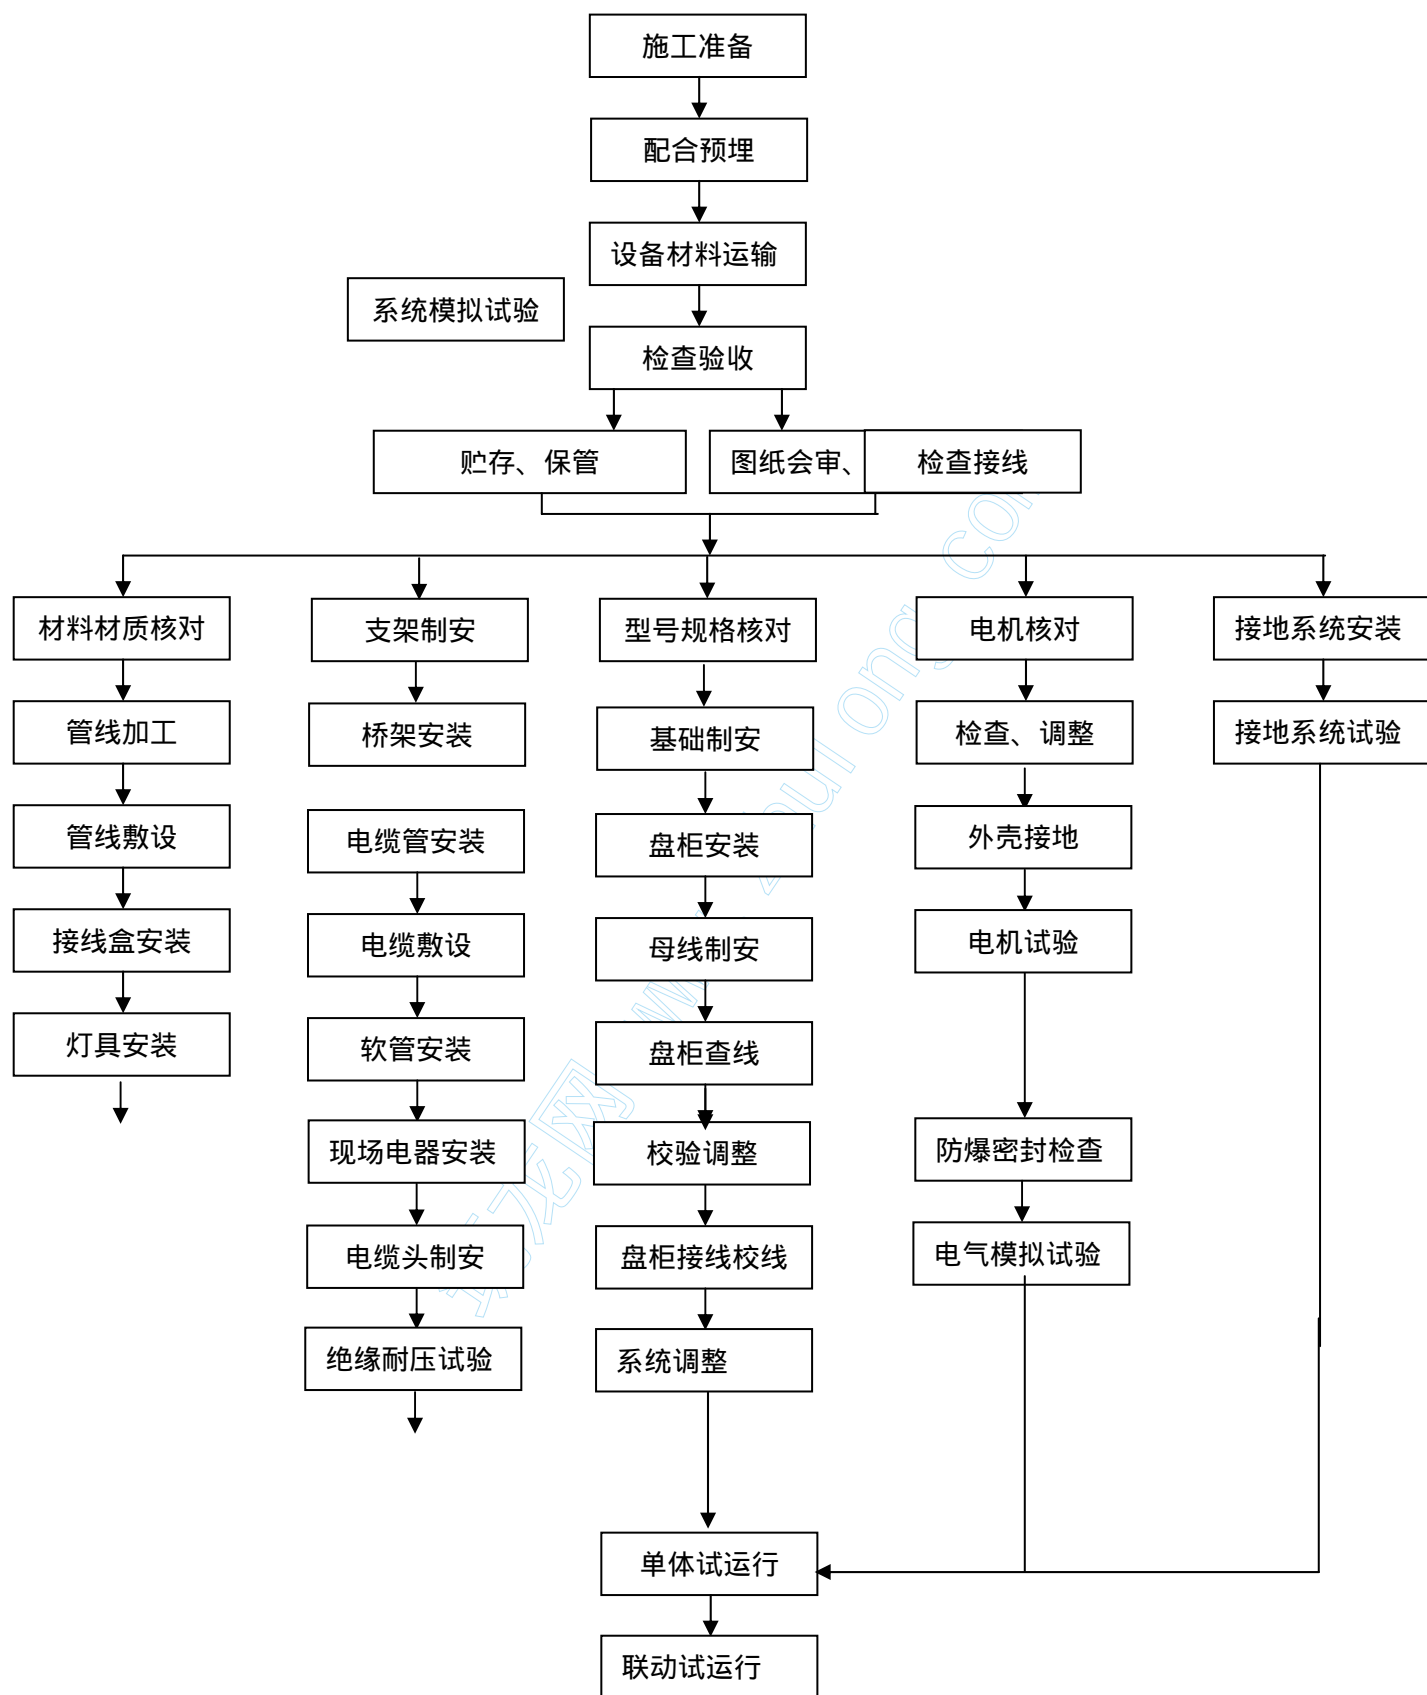 施工准备
配合预埋
设备材料运输
系统模拟试验
检查验收
贮存、保管
图纸会审、
检查接线
材料材质核对
支架制安
型号规格核对
电机核对
接地系统安装
管线加工
桥架安装
基础制安
检查、调整
接地系统试验
管线敷设
电缆管安装
盘柜安装
外壳接地
接线盒安装
电缆敷设
母线制安
电机试验
灯具安装
软管安装
盘柜查线
现场电器安装
校验调整
防爆密封检查
电缆头制安
盘柜接线校线
电气模拟试验
绝缘耐压试验
系统调整
单体试运行
联动试运行